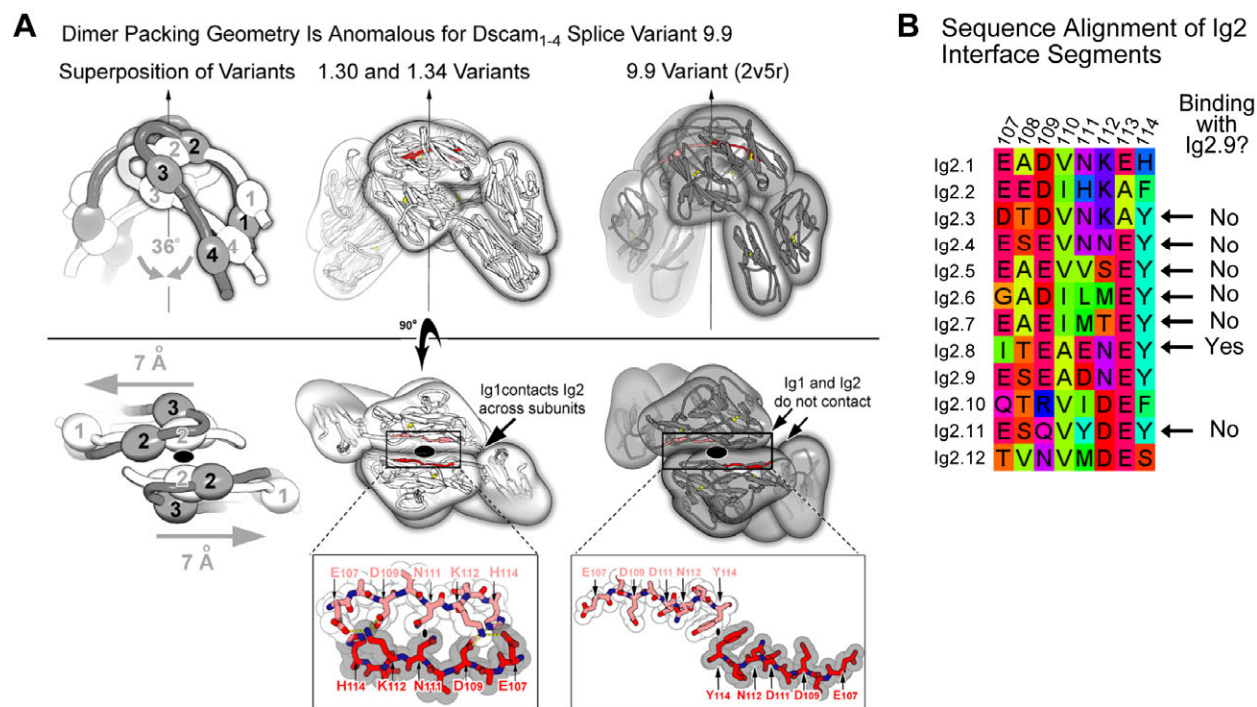 A
Dimer Packing Geometry Is Anomalous for Dscam1-4 Splice Variant 9.9
Superposition of Variants
1.30 and 1.34 Variants
9.9 Variant (2v5r)
2
2
3
3
1
1
4
4
36°
90°
7 Å
3
1
2
2
2
2
1
3
7 Å
Ig1contacts Ig2
across subunits
Ig1 and Ig2
do not contact
E107 D109 N111 K112 H114
H114 K112 N111 D109 E107
E107 D109 D111 N112 Y114
Y114 N112 D111 D109 E107
B
Sequence Alignment of Ig2
Interface Segments
Binding
with
Ig2.9?
107 108 109 110 111 112 113 114
Ig2.1 E A D V N K E H
Ig2.2 E E D I H K A F
Ig2.3 D T D V N K A Y No
Ig2.4 E S E V N N E Y No
Ig2.5 E A E V V S E Y No
Ig2.6 G A D I L M E Y No
Ig2.7 E A E I M T E Y No
Ig2.8 I T E A E N E Y Yes
Ig2.9 E S E A D N E Y
Ig2.10 Q T R V I D E F
Ig2.11 E S Q V Y D E Y No
Ig2.12 T V N V M D E S